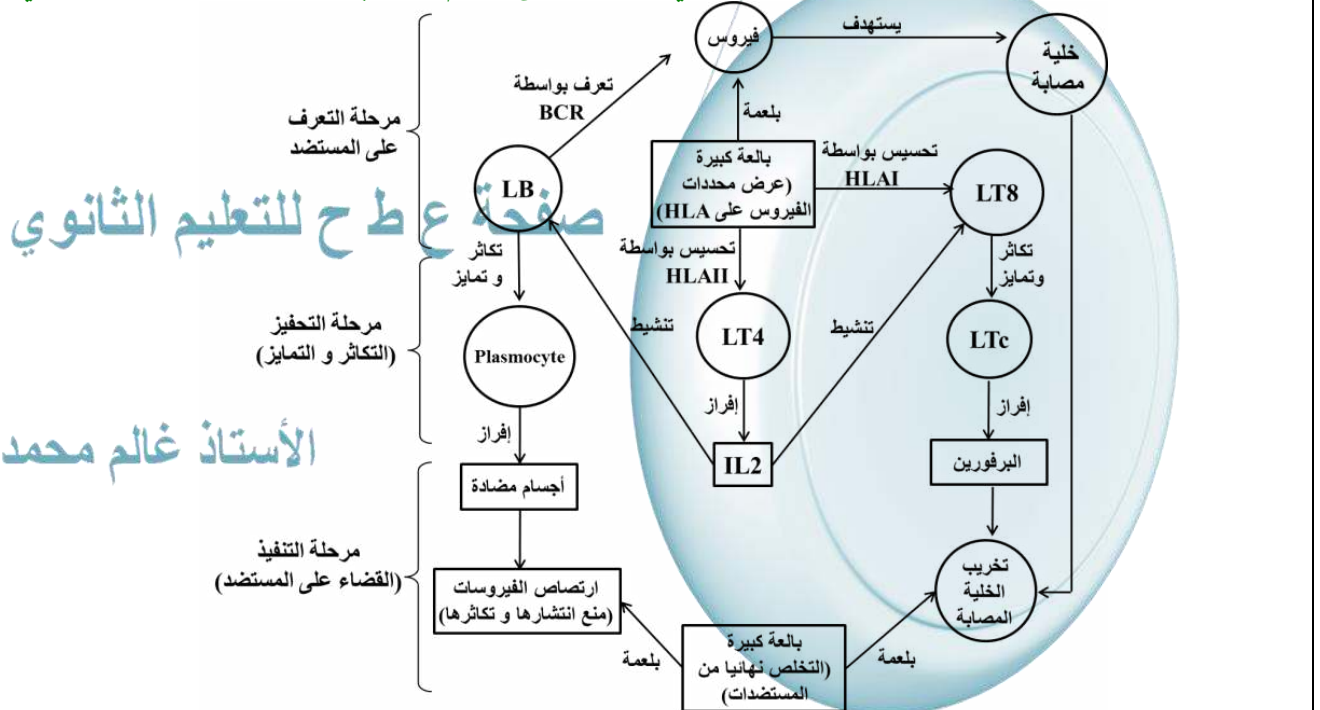 فيروس
يستهدف
خلية
مصابة
تعرف بواسطة
BCR
بلعمة
مرحلة التعرف
على المستضد
بالعة كبيرة
(عرض محددات
الفيروس على HLA)
تحسيس بواسطة
HLAI
LB
LT8
صفحة ع ط ح للتعليم الثانوي
تكاثر
و تمايز
تحسيس بواسطة
HLAII
تكاثر
وتمايز
مرحلة التحفيز
(التكاثر و التمايز)
Plasmocyte
تنشيط
LT4
تنشيط
LTc
إفراز
إفراز
إفراز
الأستاذ غالم محمد
أجسام مضادة
IL2
البرفورين
مرحلة التنفيذ
(القضاء على المستضد)
ارتصاص الفيروسات
(منع انتشارها و تكاثرها)
تخريب
الخلية
المصابة
بلعمة
بالعة كبيرة
(التخلص نهائيا من
المستضدات)
بلعمة